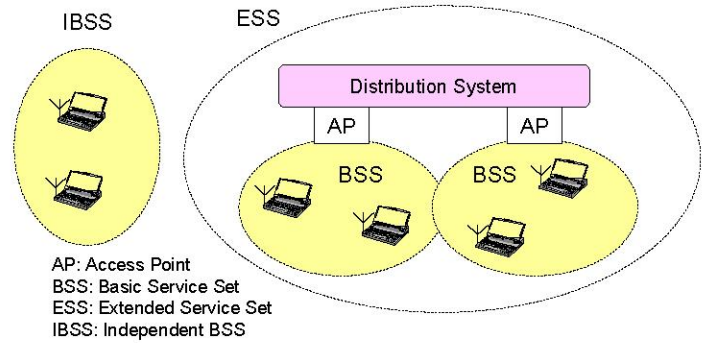 IBSS
ESS
Distribution System
AP
AP
BSS
BSS
AP: Access Point
BSS: Basic Service Set
ESS: Extended Service Set
IBSS: Independent BSS